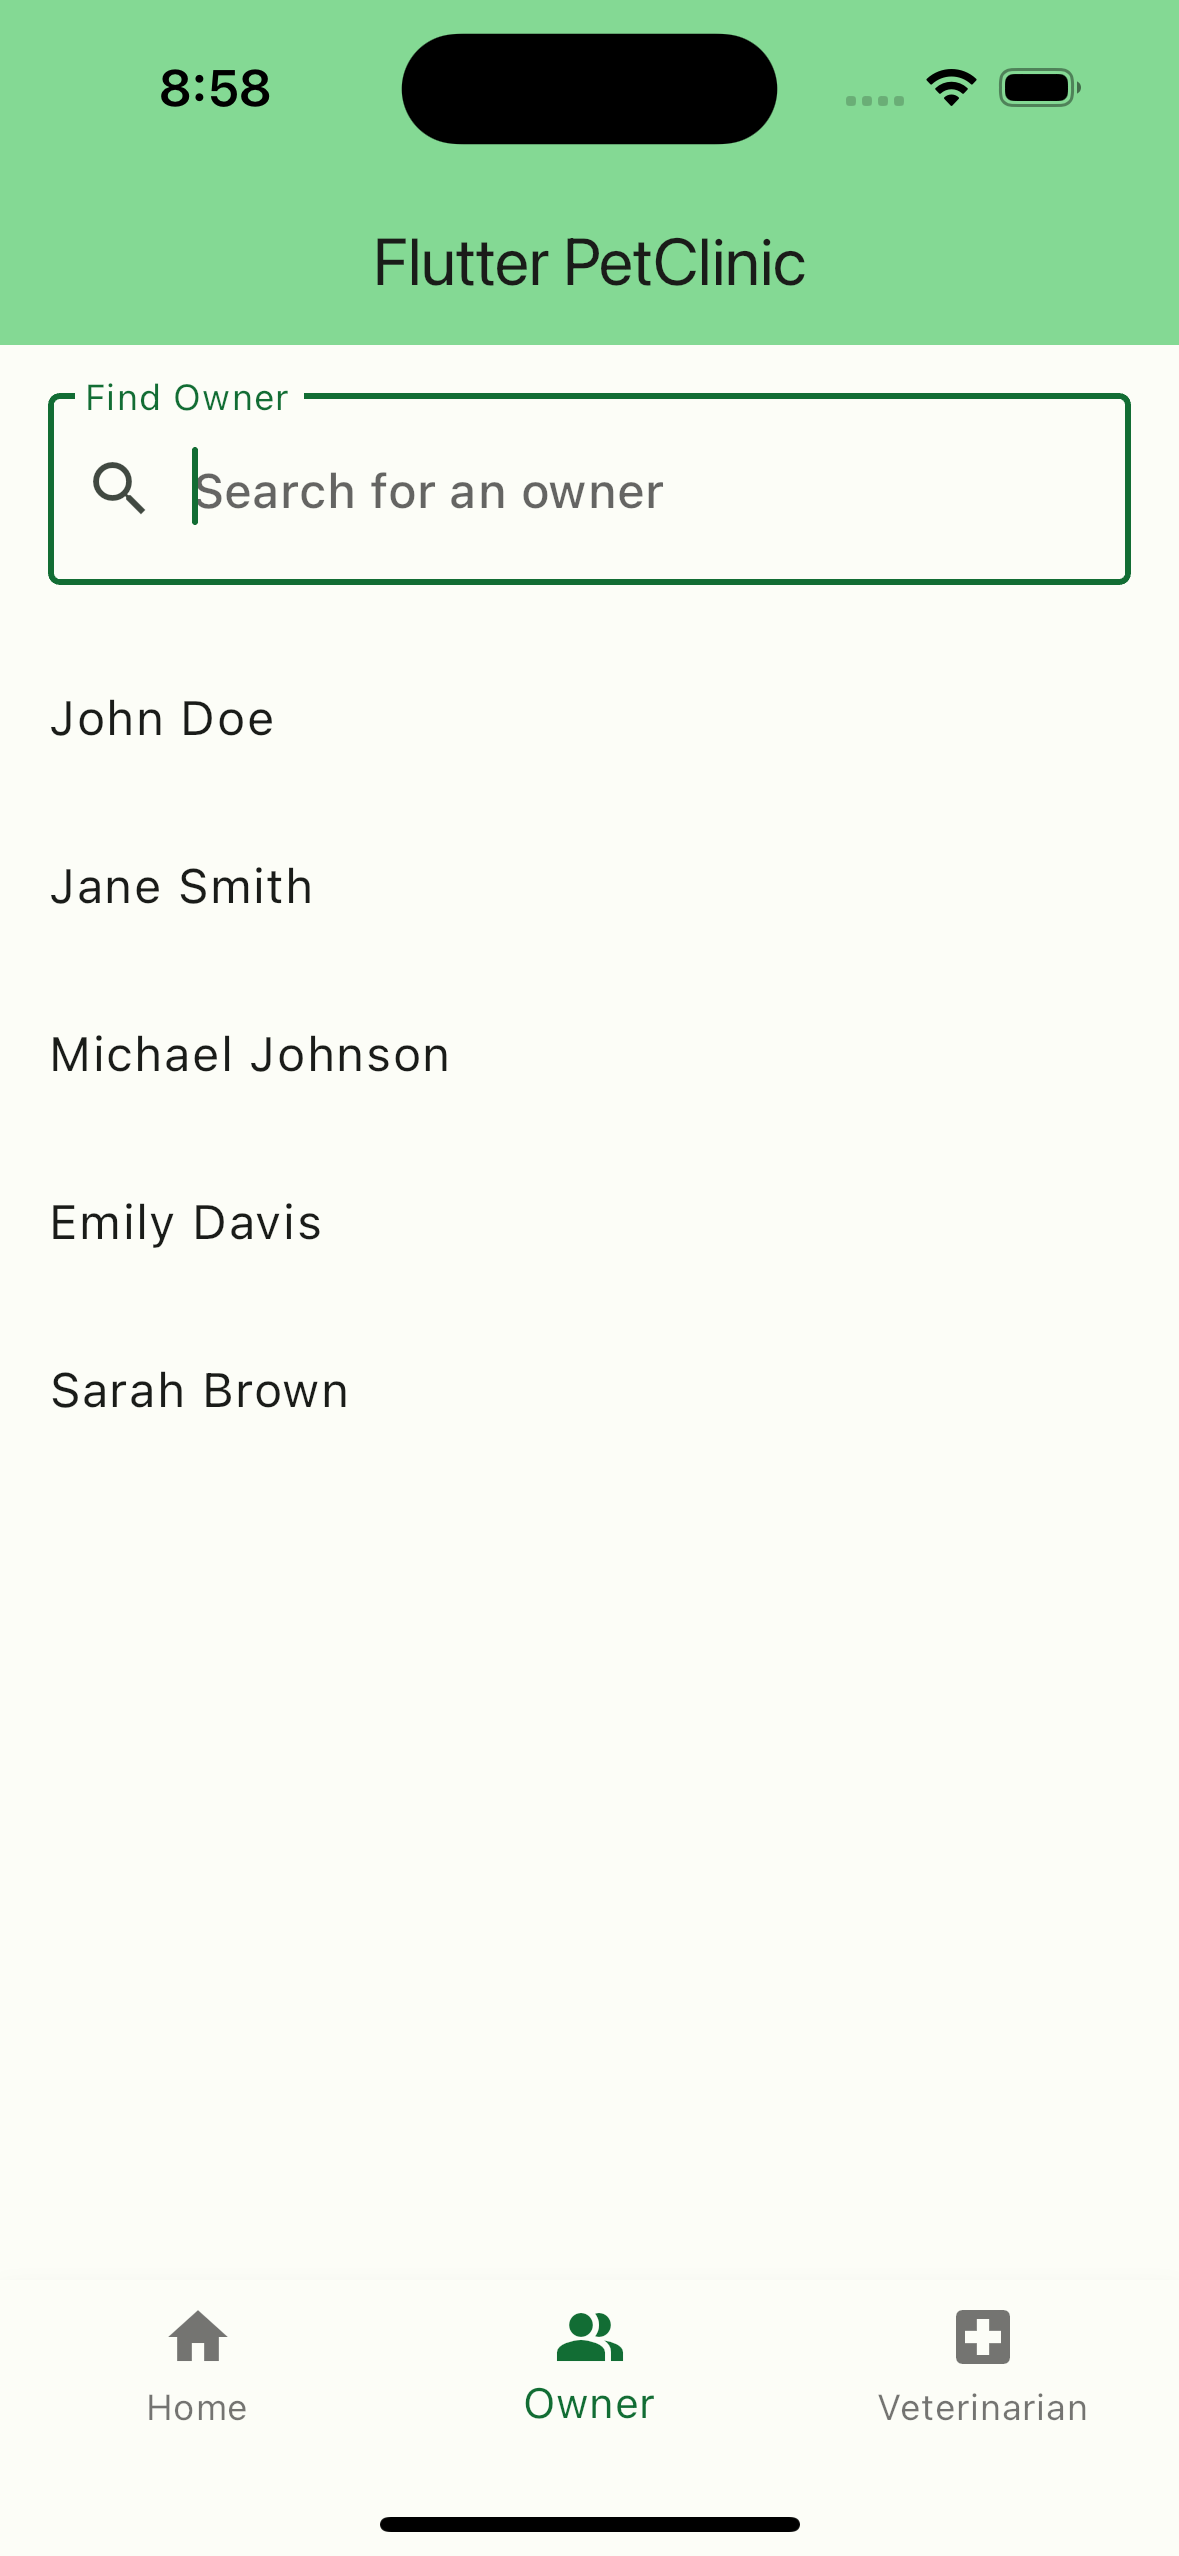 8:58
Flutter PetClinic
Find Owner
Search for an owner
John Doe
Jane Smith
Michael Johnson
Emily Davis
Sarah Brown
Home
Owner
Veterinarian